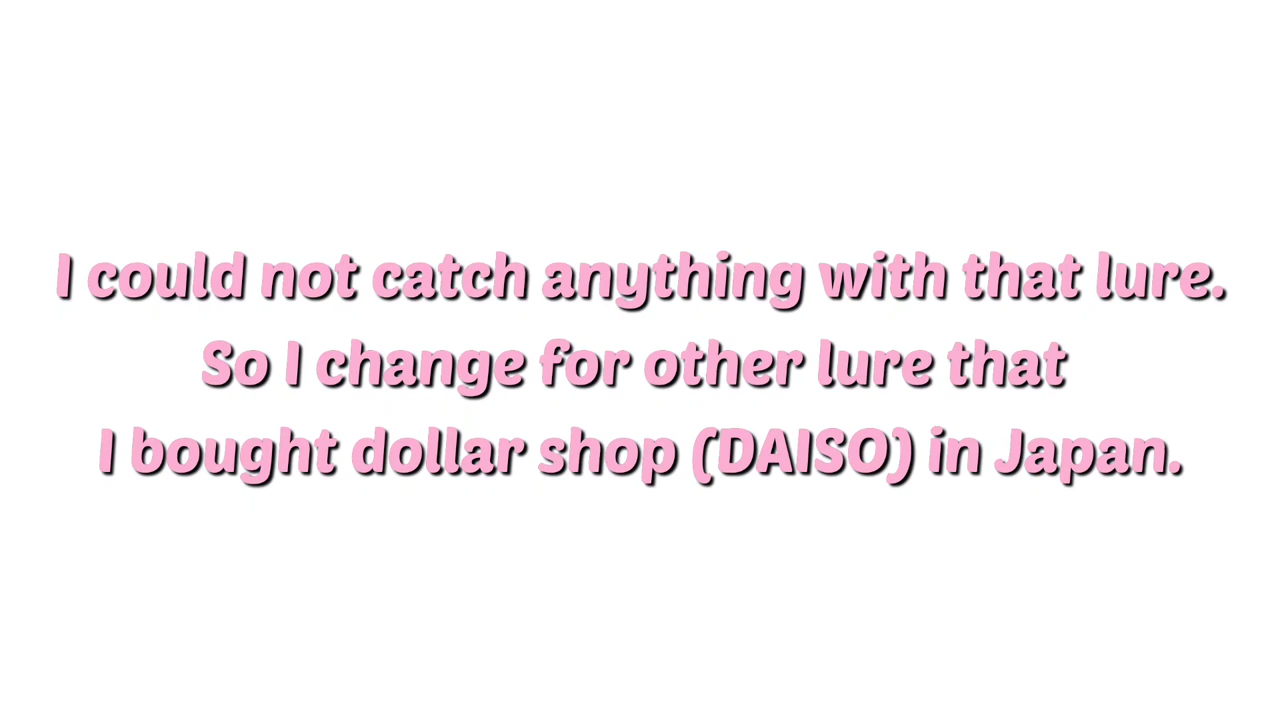 I could not catch anything with that lure.
So I change for other lure that
I bought dollar shop (DAISO) in Japan.